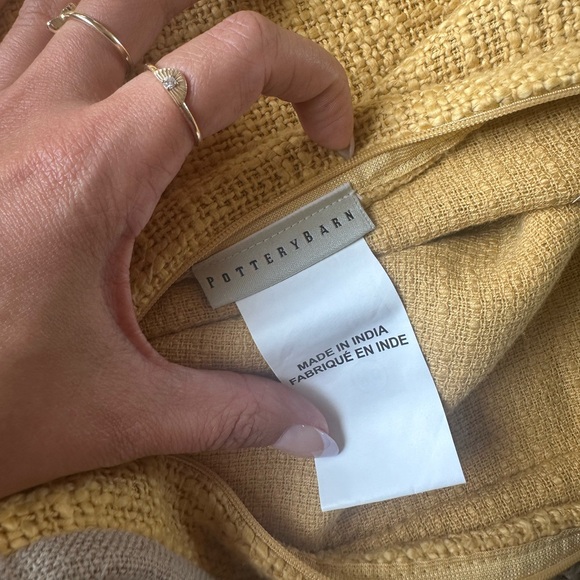 POTTERYBARN
MADE IN INDIA
FABRIQUÉ EN INDE